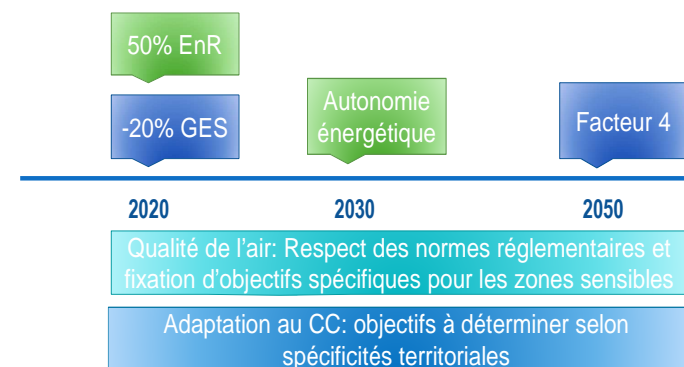 50% EnR
-20% GES
Autonomie
énergétique
Facteur 4
2020
2030
2050
Qualité de l'air: Respect des normes réglementaires et
fixation d'objectifs spécifiques pour les zones sensibles
Adaptation au CC: objectifs à déterminer selon
spécificités territoriales